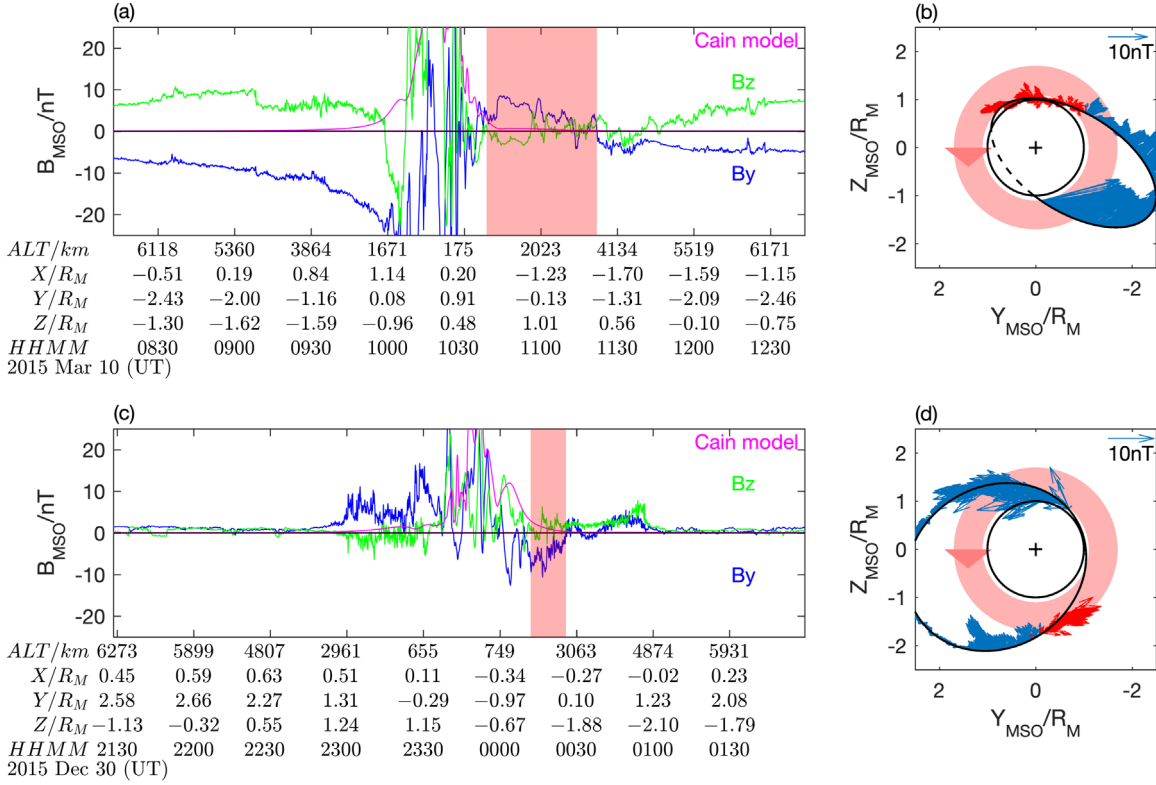 (a)
20
10
0
-10
-20
B_MSO/nT
Cain model
Bz
By
ALT/km 6118 5360 3864 1671 175 2023 4134 5519 6171
X/R_M −0.51 0.19 0.84 1.14 0.20 −1.23 −1.70 −1.59 −1.15
Y/R_M −2.43 −2.00 −1.16 0.08 0.91 −0.13 −1.31 −2.09 −2.46
Z/R_M −1.30 −1.62 −1.59 −0.96 0.48 1.01 0.56 −0.10 −0.75
HHMM 0830 0900 0930 1000 1030 1100 1130 1200 1230
2015 Mar 10 (UT)
(b)
10nT
2
1
0
-1
-2
Z_MSO/R_M
2 0 -2
Y_MSO/R_M
(c)
20
10
0
-10
-20
B_MSO/nT
Cain model
Bz
By
ALT/km 6273 5899 4807 2961 655 749 3063 4874 5931
X/R_M 0.45 0.59 0.63 0.51 0.11 −0.34 −0.27 −0.02 0.23
Y/R_M 2.58 2.66 2.27 1.31 −0.29 −0.97 0.10 1.23 2.08
Z/R_M −1.13 −0.32 0.55 1.24 1.15 −0.67 −1.88 −2.10 −1.79
HHMM 2130 2200 2230 2300 2330 0000 0030 0100 0130
2015 Dec 30 (UT)
(d)
10nT
2
1
0
-1
-2
Z_MSO/R_M
2 0 -2
Y_MSO/R_M